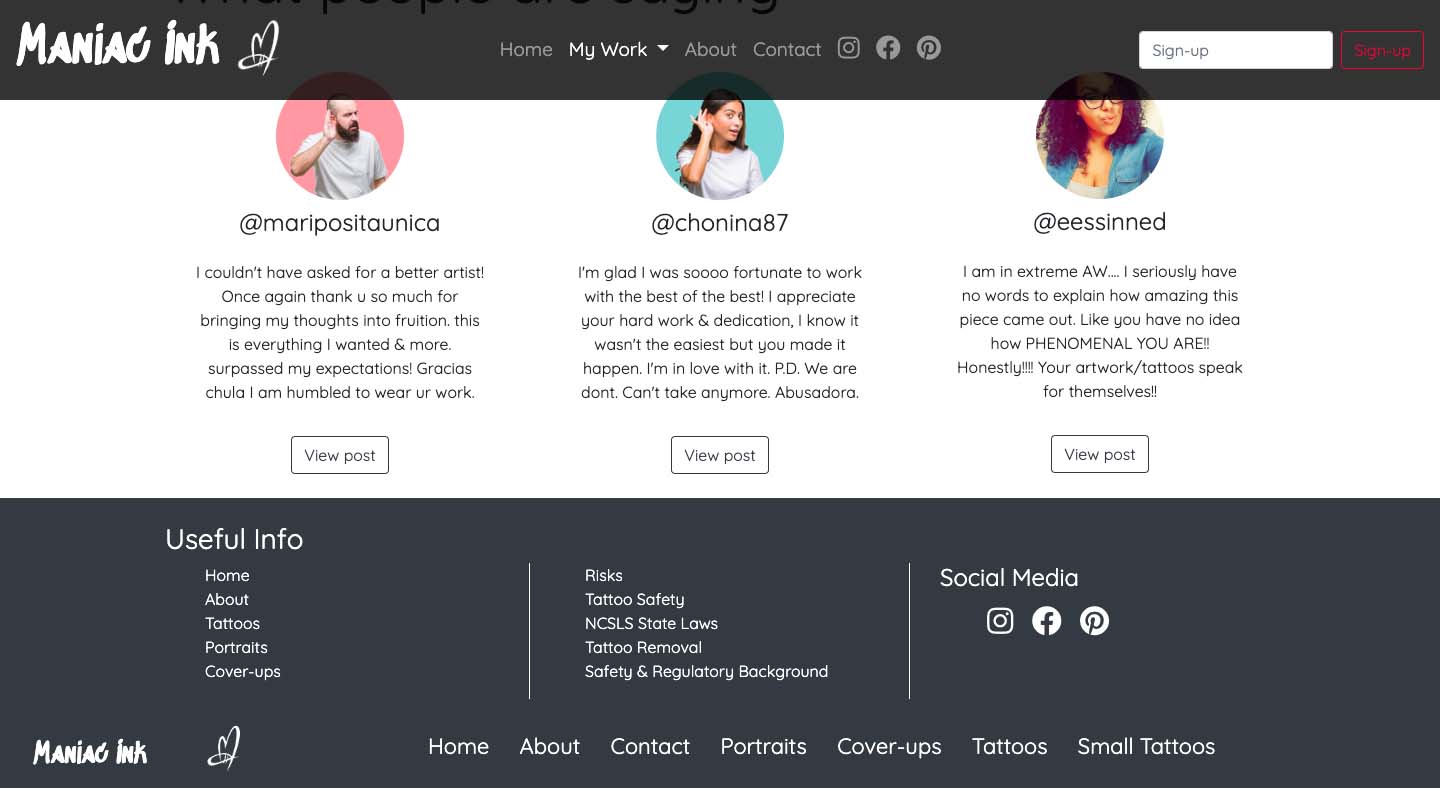 What people are saying
Maniac ink
Home My Work About Contact
Sign-up Sign-up
@maripositaunica
I couldn't have asked for a better artist!
Once again thank u so much for
bringing my thoughts into fruition. this
is everything I wanted & more.
surpassed my expectations! Gracias
chula I am humbled to wear ur work.
View post
@chonina87
I'm glad I was soooo fortunate to work
with the best of the best! I appreciate
your hard work & dedication, I know it
wasn't the easiest but you made it
happen. I'm in love with it. P.D. We are
dont. Can't take anymore. Abusadora.
View post
@eessinned
I am in extreme AW.... I seriously have
no words to explain how amazing this
piece came out. Like you have no idea
how PHENOMENAL YOU ARE!!
Honestly!!!! Your artwork/tattoos speak
for themselves!!
View post
Useful Info
Home
About
Tattoos
Portraits
Cover-ups
Risks
Tattoo Safety
NCSLS State Laws
Tattoo Removal
Safety & Regulatory Background
Social Media
Maniac ink
Home About Contact Portraits Cover-ups Tattoos Small Tattoos